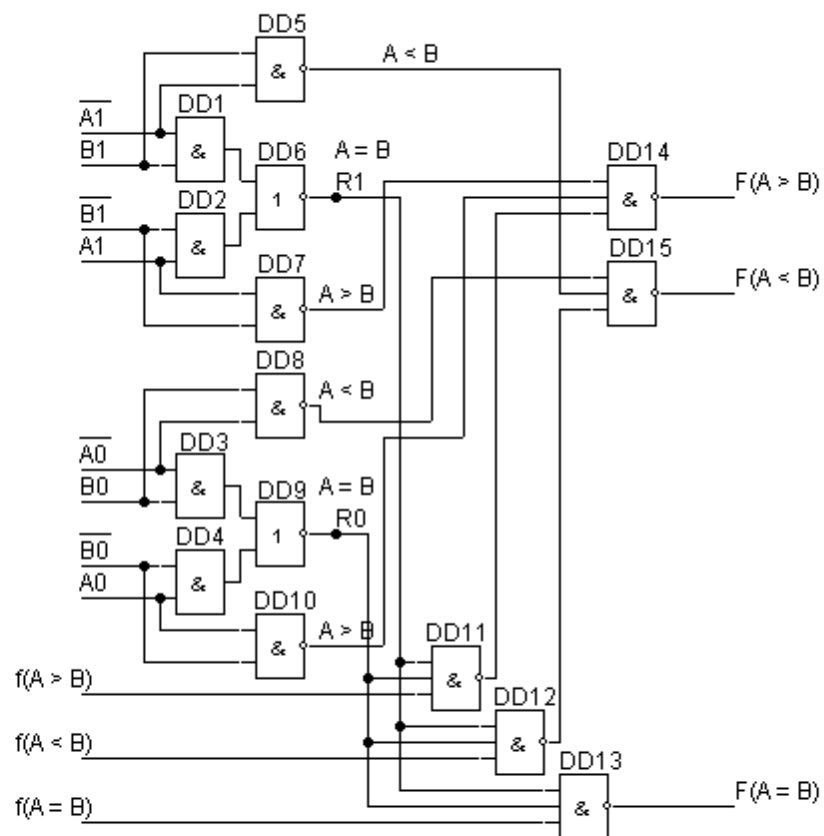 DD5
&
A < B
A1
DD1
B1
&
DD6
A = B
DD14
1
R1
&
F(A > B)
B1
DD2
A1
&
DD15
DD7
&
F(A < B)
&
A > B
DD8
&
A < B
A0
DD3
B0
&
DD9
A = B
1
R0
B0
DD4
A0
&
DD10
&
A > B
DD11
f(A > B)
&
DD12
f(A < B)
&
DD13
F(A = B)
f(A = B)
&